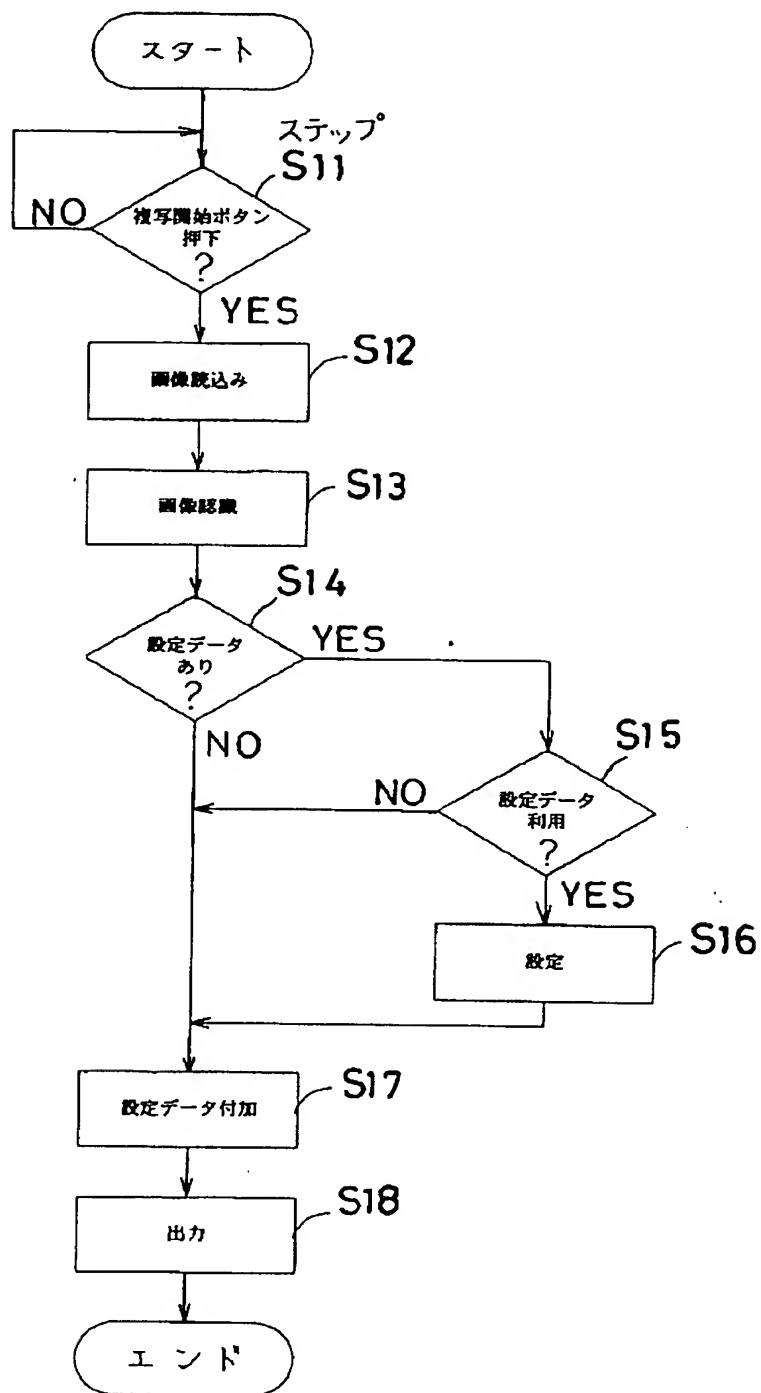 スタート
ステップ
S11
複写開始ボタン
押下
?
NO
YES
画像読込み
S12
画像認識
S13
S14
設定データ
あり
?
YES
NO
S15
設定データ
利用
?
NO
YES
設定
S16
設定データ付加
S17
出力
S18
エンド